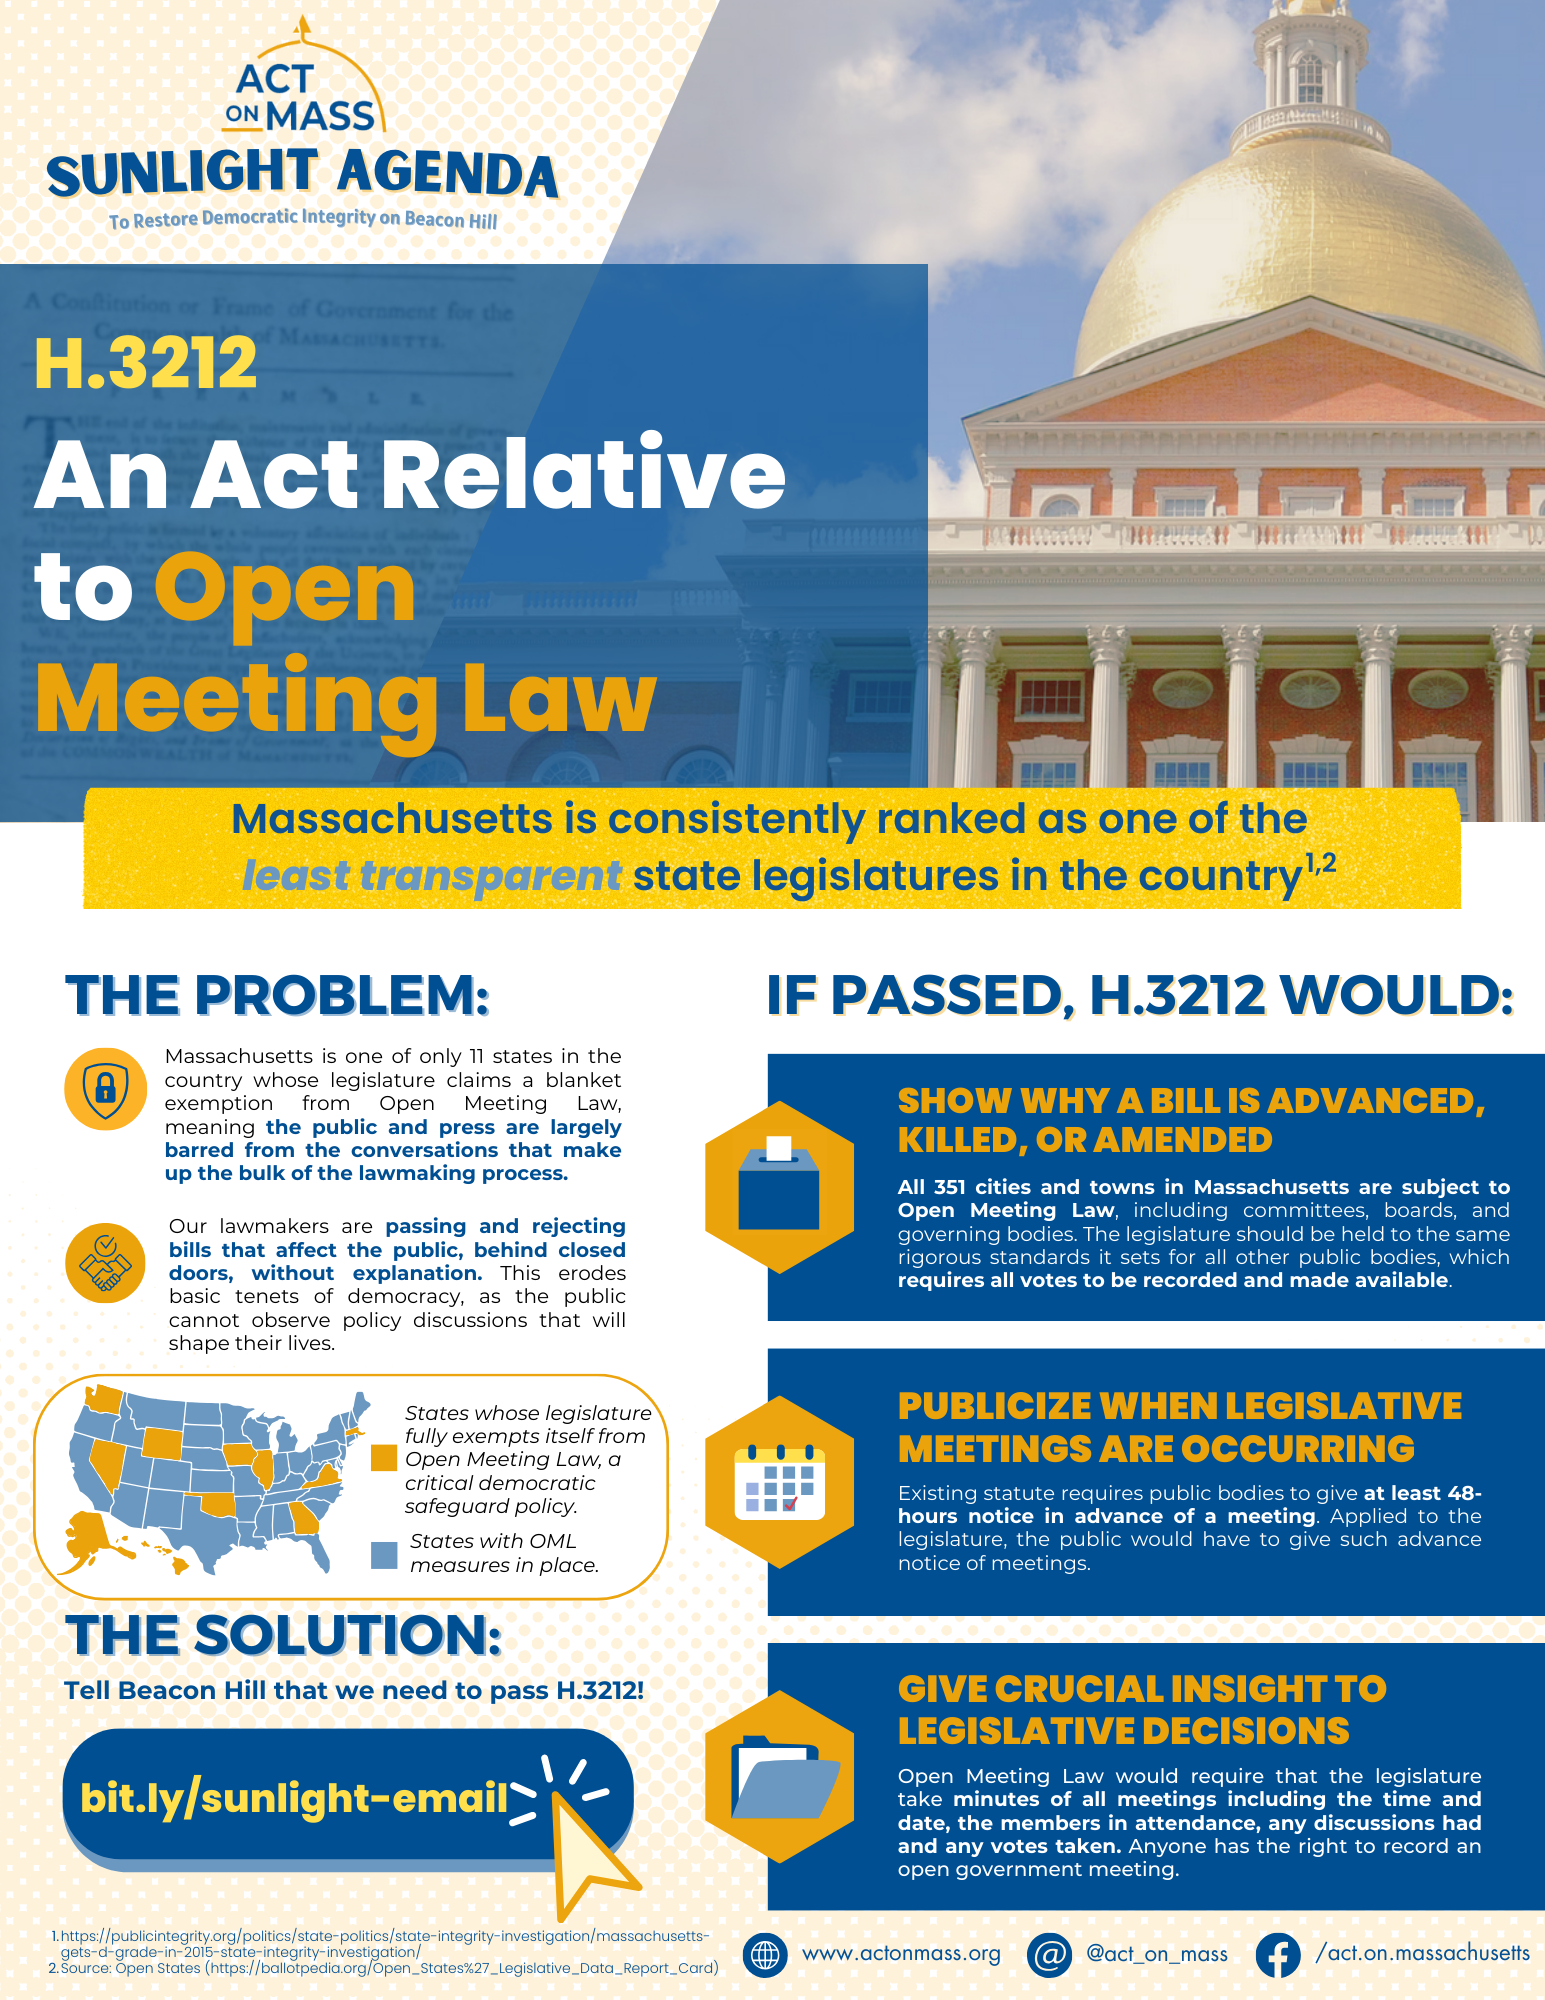 ACT
ON MASS
SUNLIGHT AGENDA
To Restore Democratic Integrity on Beacon Hill
A Constitution or Frame of Government for the
Commonwealth of MASSACHUSETTS.
H.3212
An Act Relative
to Open
Meeting Law
Massachusetts is consistently ranked as one of the
least transparent state legislatures in the country1,2
THE PROBLEM:
Massachusetts is one of only 11 states in the
country whose legislature claims a blanket
exemption from Open Meeting Law,
meaning the public and press are largely
barred from the conversations that make
up the bulk of the lawmaking process.
Our lawmakers are passing and rejecting
bills that affect the public, behind closed
doors, without explanation. This erodes
basic tenets of democracy, as the public
cannot observe policy discussions that will
shape their lives.
States whose legislature
fully exempts itself from
Open Meeting Law, a
critical democratic
safeguard policy.
States with OML
measures in place.
THE SOLUTION:
Tell Beacon Hill that we need to pass H.3212!
bit.ly/sunlight-email
IF PASSED, H.3212 WOULD:
SHOW WHY A BILL IS ADVANCED,
KILLED, OR AMENDED
All 351 cities and towns in Massachusetts are subject to
Open Meeting Law, including committees, boards, and
governing bodies. The legislature should be held to the same
rigorous standards it sets for all other public bodies, which
requires all votes to be recorded and made available.
PUBLICIZE WHEN LEGISLATIVE
MEETINGS ARE OCCURRING
Existing statute requires public bodies to give at least 48-
hours notice in advance of a meeting. Applied to the
legislature, the public would have to give such advance
notice of meetings.
GIVE CRUCIAL INSIGHT TO
LEGISLATIVE DECISIONS
Open Meeting Law would require that the legislature
take minutes of all meetings including the time and
date, the members in attendance, any discussions had
and any votes taken. Anyone has the right to record an
open government meeting.
1. https://publicintegrity.org/politics/state-politics/state-integrity-investigation/massachusetts-
gets-d-grade-in-2015-state-integrity-investigation/
2. Source: Open States (https://ballotpedia.org/Open_States%27_Legislative_Data_Report_Card)
www.actonmass.org
@act_on_mass
/act.on.massachusetts